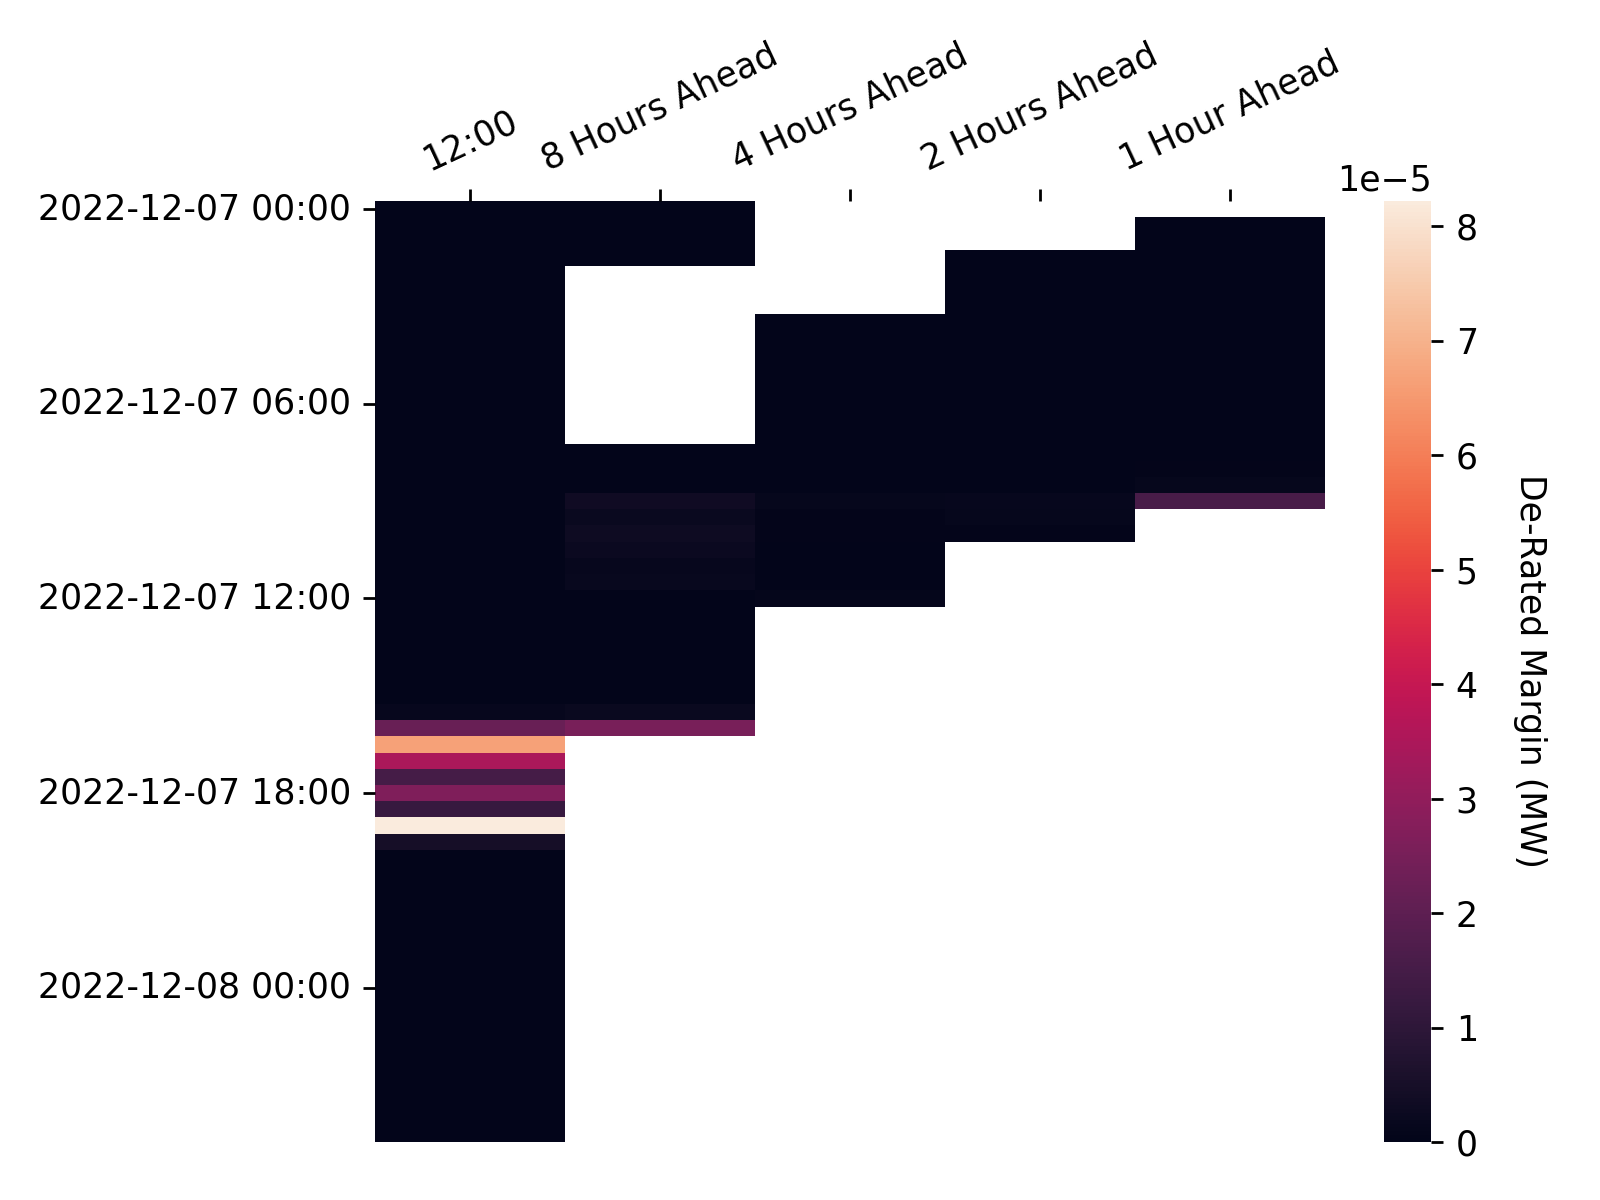 12:00
8 Hours Ahead
4 Hours Ahead
2 Hours Ahead
1 Hour Ahead
1e−5
2022-12-07 00:00
2022-12-07 06:00
2022-12-07 12:00
2022-12-07 18:00
2022-12-08 00:00
8
7
6
5
4
3
2
1
0
De-Rated Margin (MW)